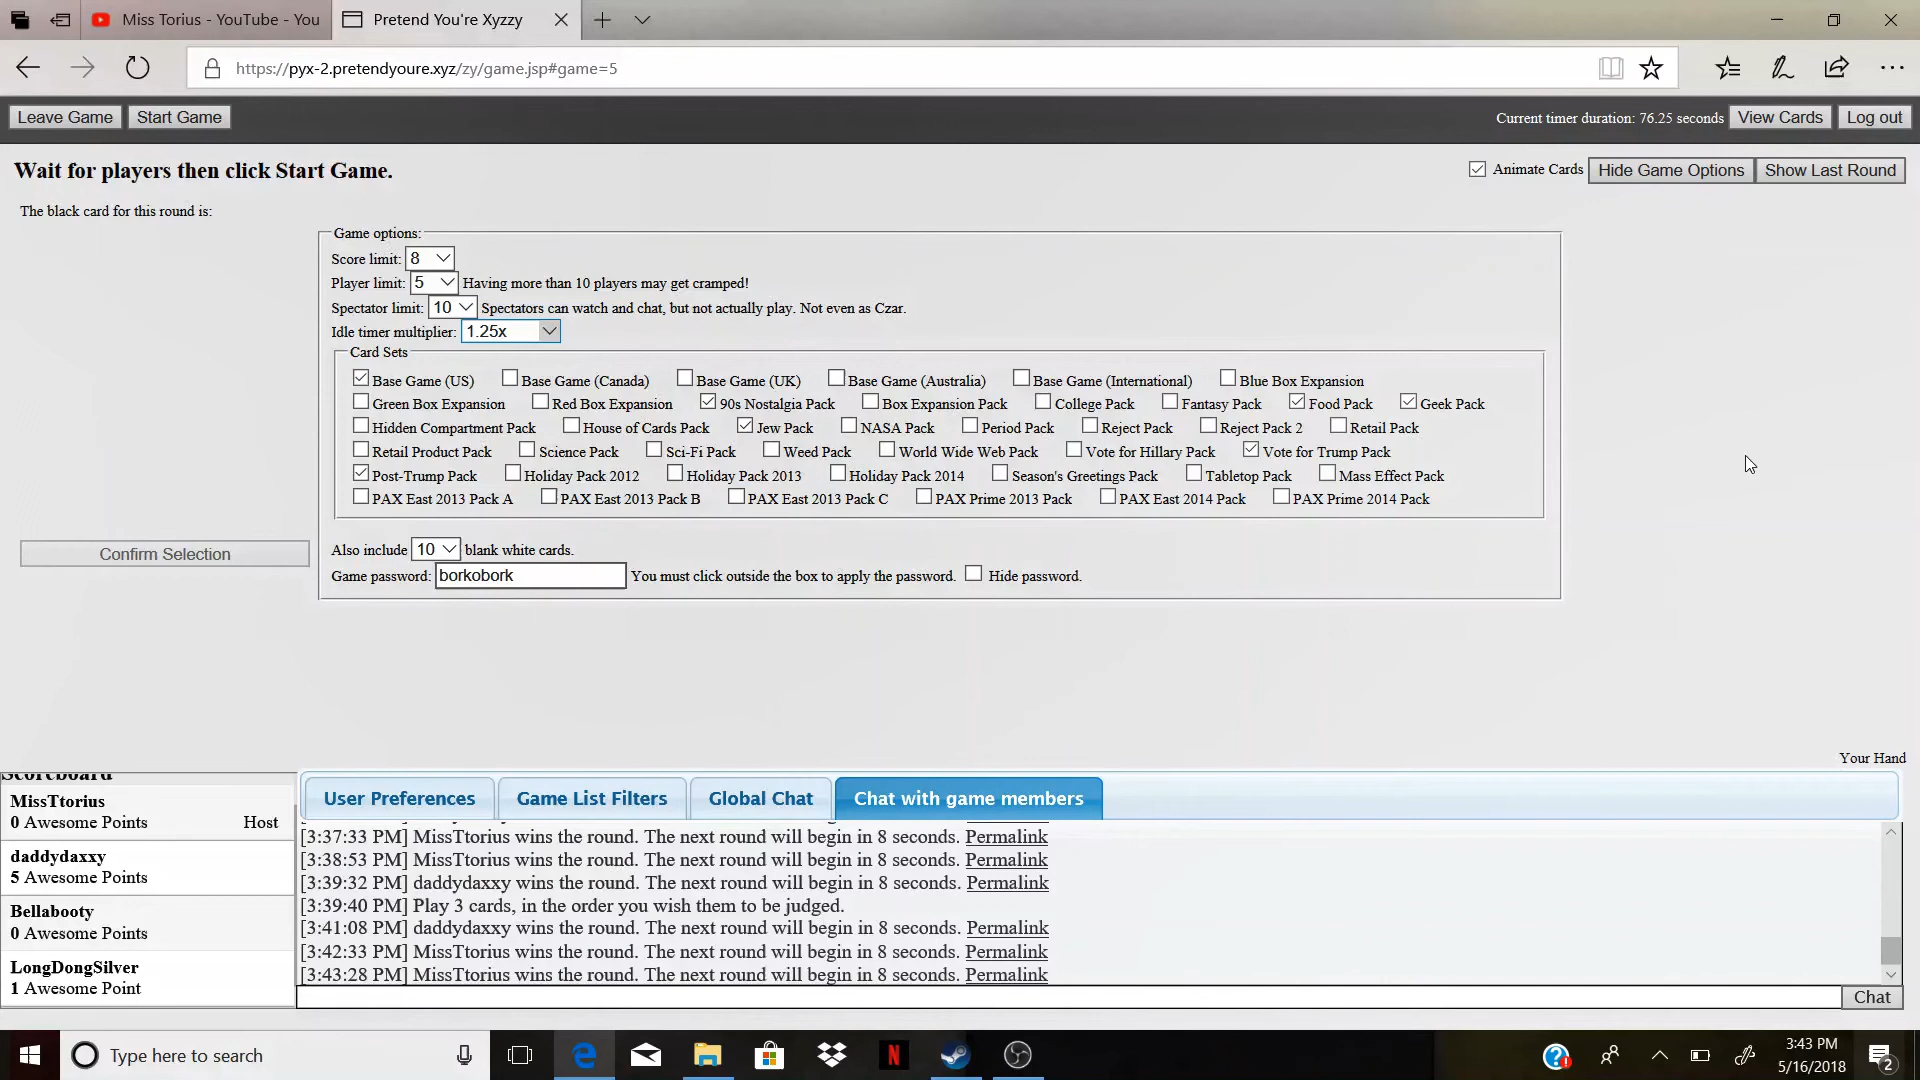 Miss Torius - YouTube - You
Pretend You're Xyzzy
https://pyx-2.pretendyoure.xyz/zy/game.jsp#game=5
Leave Game Start Game Current timer duration: 76.25 seconds View Cards Log out
Wait for players then click Start Game. Animate Cards Hide Game Options Show Last Round
The black card for this round is:
Game options:
Score limit: 8
Player limit: 5 Having more than 10 players may get cramped!
Spectator limit: 10 Spectators can watch and chat, but not actually play. Not even as Czar.
Idle timer multiplier: 1.25x
Card Sets
Base Game (US) Base Game (Canada) Base Game (UK) Base Game (Australia) Base Game (International) Blue Box Expansion
Green Box Expansion Red Box Expansion 90s Nostalgia Pack Box Expansion Pack College Pack Fantasy Pack Food Pack Geek Pack
Hidden Compartment Pack House of Cards Pack Jew Pack NASA Pack Period Pack Reject Pack Reject Pack 2 Retail Pack
Retail Product Pack Science Pack Sci-Fi Pack Weed Pack World Wide Web Pack Vote for Hillary Pack Vote for Trump Pack
Post-Trump Pack Holiday Pack 2012 Holiday Pack 2013 Holiday Pack 2014 Season's Greetings Pack Tabletop Pack Mass Effect Pack
PAX East 2013 Pack A PAX East 2013 Pack B PAX East 2013 Pack C PAX Prime 2013 Pack PAX East 2014 Pack PAX Prime 2014 Pack
Also include 10 blank white cards.
Confirm Selection
Game password: borkobork You must click outside the box to apply the password. Hide password.
Your Hand
Scoreboard
MissTtorius
0 Awesome Points Host
daddydaxxy
5 Awesome Points
Bellabooty
0 Awesome Points
LongDongSilver
1 Awesome Point
User Preferences Game List Filters Global Chat Chat with game members
[3:37:33 PM] MissTtorius wins the round. The next round will begin in 8 seconds. Permalink
[3:38:53 PM] MissTtorius wins the round. The next round will begin in 8 seconds. Permalink
[3:39:32 PM] daddydaxxy wins the round. The next round will begin in 8 seconds. Permalink
[3:39:40 PM] Play 3 cards, in the order you wish them to be judged.
[3:41:08 PM] daddydaxxy wins the round. The next round will begin in 8 seconds. Permalink
[3:42:33 PM] MissTtorius wins the round. The next round will begin in 8 seconds. Permalink
[3:43:28 PM] MissTtorius wins the round. The next round will begin in 8 seconds. Permalink
Chat
Type here to search
3:43 PM
5/16/2018
2